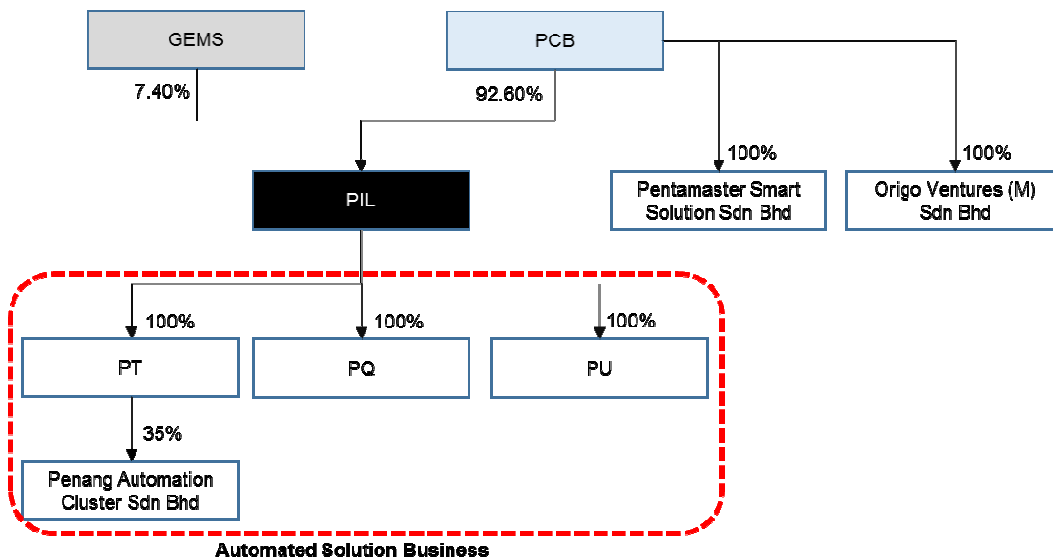 GEMS
PCB
7.40%
92.60%
100%
100%
PIL
Pentamaster Smart
Solution Sdn Bhd
Origo Ventures (M)
Sdn Bhd
100%
100%
100%
PT
PQ
PU
35%
Penang Automation
Cluster Sdn Bhd
Automated Solution Business